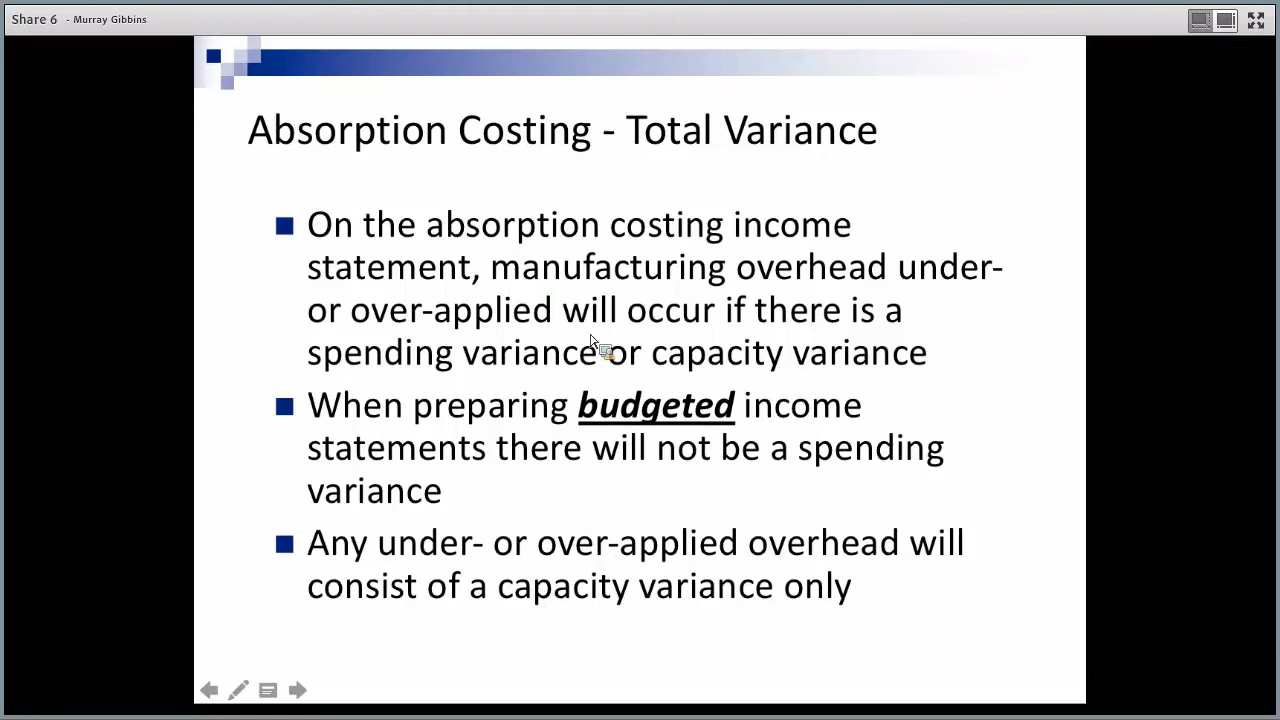 Share 6 - Murray Gibbins
Absorption Costing - Total Variance
On the absorption costing income
statement, manufacturing overhead under-
or over-applied will occur if there is a
spending variance or capacity variance
When preparing budgeted income
statements there will not be a spending
variance
Any under- or over-applied overhead will
consist of a capacity variance only